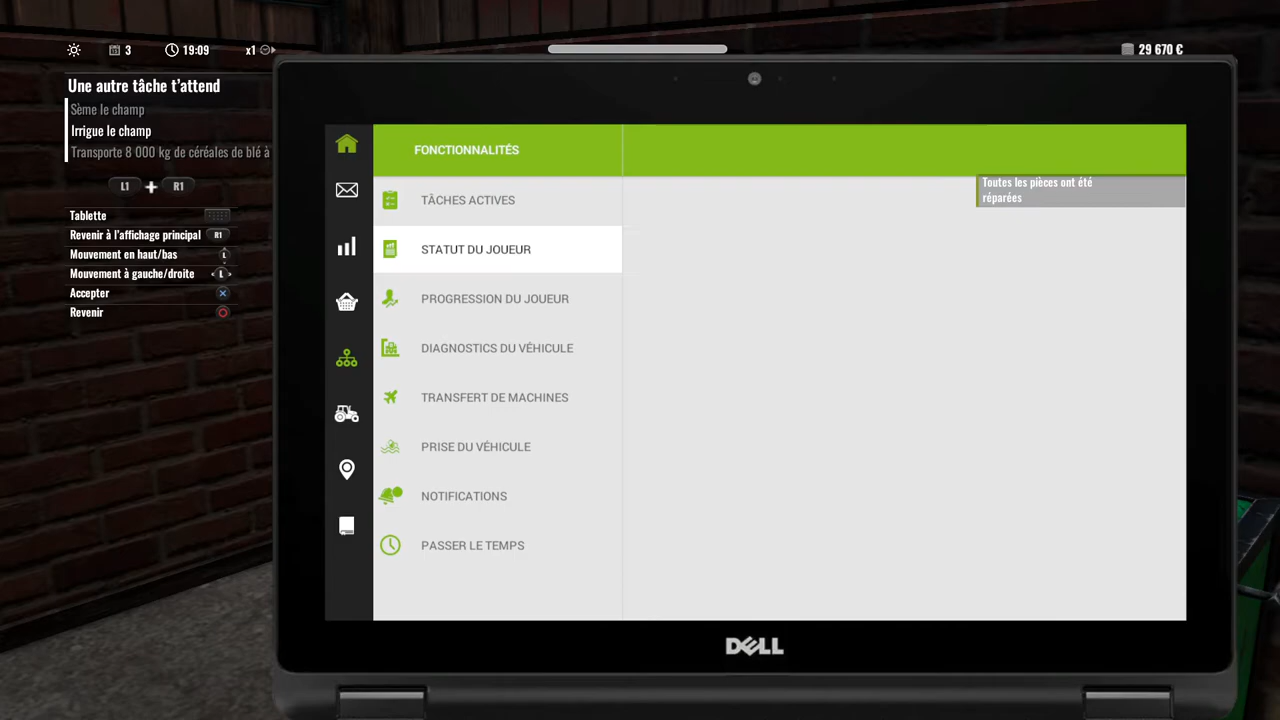 3
19:09
x1
29 670 €
Une autre tâche t'attend
Sème le champ
Irrigue le champ
Transporte 8 000 kg de céréales de blé à
L1 + R1
Tablette
Revenir à l'affichage principal R1
Mouvement en haut/bas L
Mouvement à gauche/droite L
Accepter
Revenir
FONCTIONNALITÉS
TÂCHES ACTIVES
STATUT DU JOUEUR
PROGRESSION DU JOUEUR
DIAGNOSTICS DU VÉHICULE
TRANSFERT DE MACHINES
PRISE DU VÉHICULE
NOTIFICATIONS
PASSER LE TEMPS
Toutes les pièces ont été
réparées
DELL